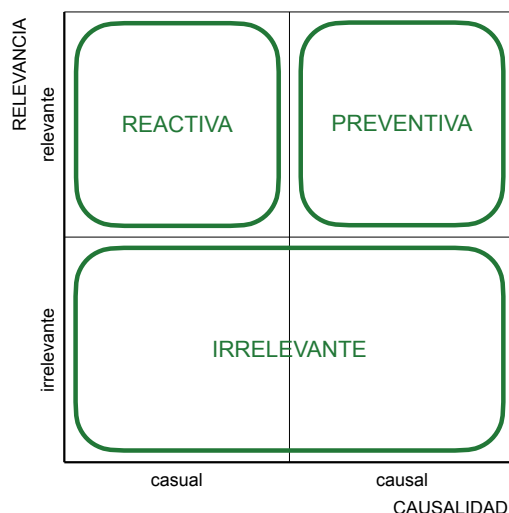 RELEVANCIA
relevante
REACTIVA
PREVENTIVA
irrelevante
IRRELEVANTE
casual
causal
CAUSALIDAD